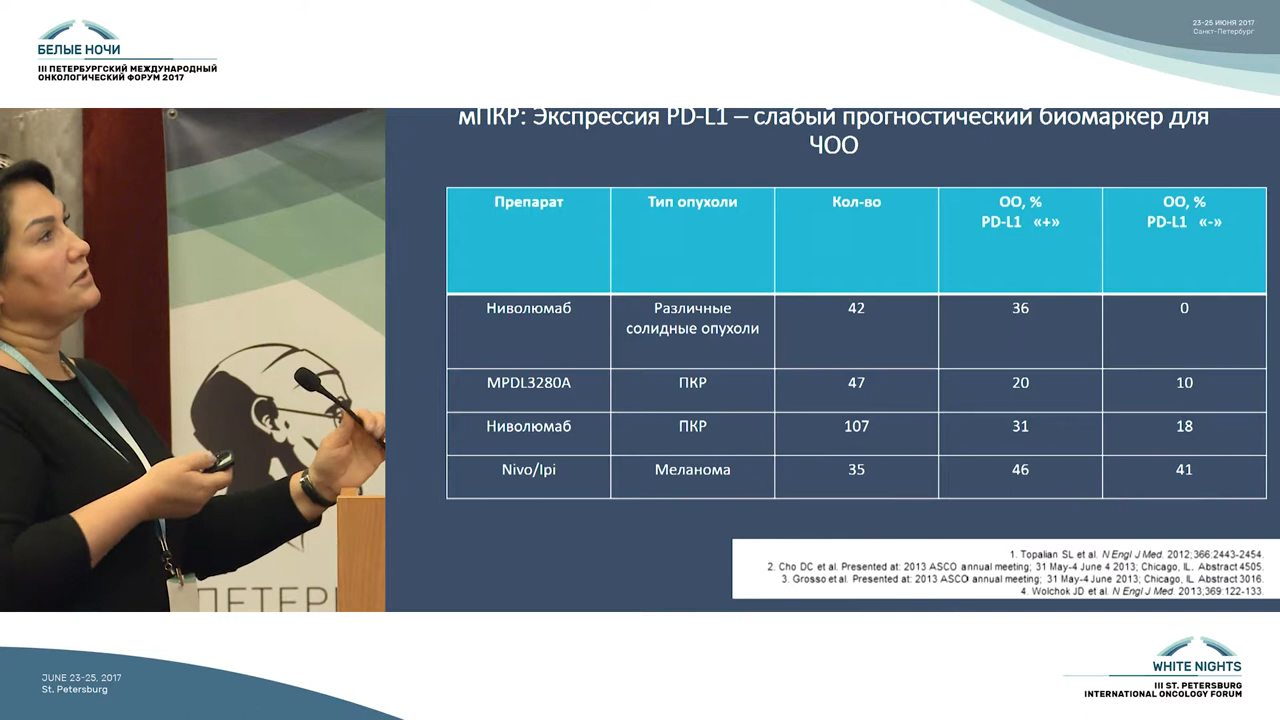 БЕЛЫЕ НОЧИ
III ПЕТЕРБУРГСКИЙ МЕЖДУНАРОДНЫЙ
ОНКОЛОГИЧЕСКИЙ ФОРУМ 2017
23-25 ИЮНЯ 2017
Санкт-Петербург
мПКР: Экспрессия PD-L1 – слабый прогностический биомаркер для
ЧОО
Препарат Тип опухоли Кол-во ОО, % ОО, %
PD-L1 «+» PD-L1 «-»
Ниволюмаб Различные 42 36 0
солидные опухоли
MPDL3280A ПКР 47 20 10
Ниволюмаб ПКР 107 31 18
Nivo/Ipi Меланома 35 46 41
1. Topalian SL et al. N Engl J Med. 2012;366:2443-2454.
2. Cho DC et al. Presented at: 2013 ASCO annual meeting; 31 May-4 June 4 2013; Chicago, IL. Abstract 4505.
3. Grosso et al. Presented at: 2013 ASCO annual meeting; 31 May-4 June 2013; Chicago, IL. Abstract 3016.
4. Wolchok JD et al. N Engl J Med. 2013;369:122-133.
ПЕТЕР
JUNE 23-25, 2017
St. Petersburg
WHITE NIGHTS
III ST. PETERSBURG
INTERNATIONAL ONCOLOGY FORUM